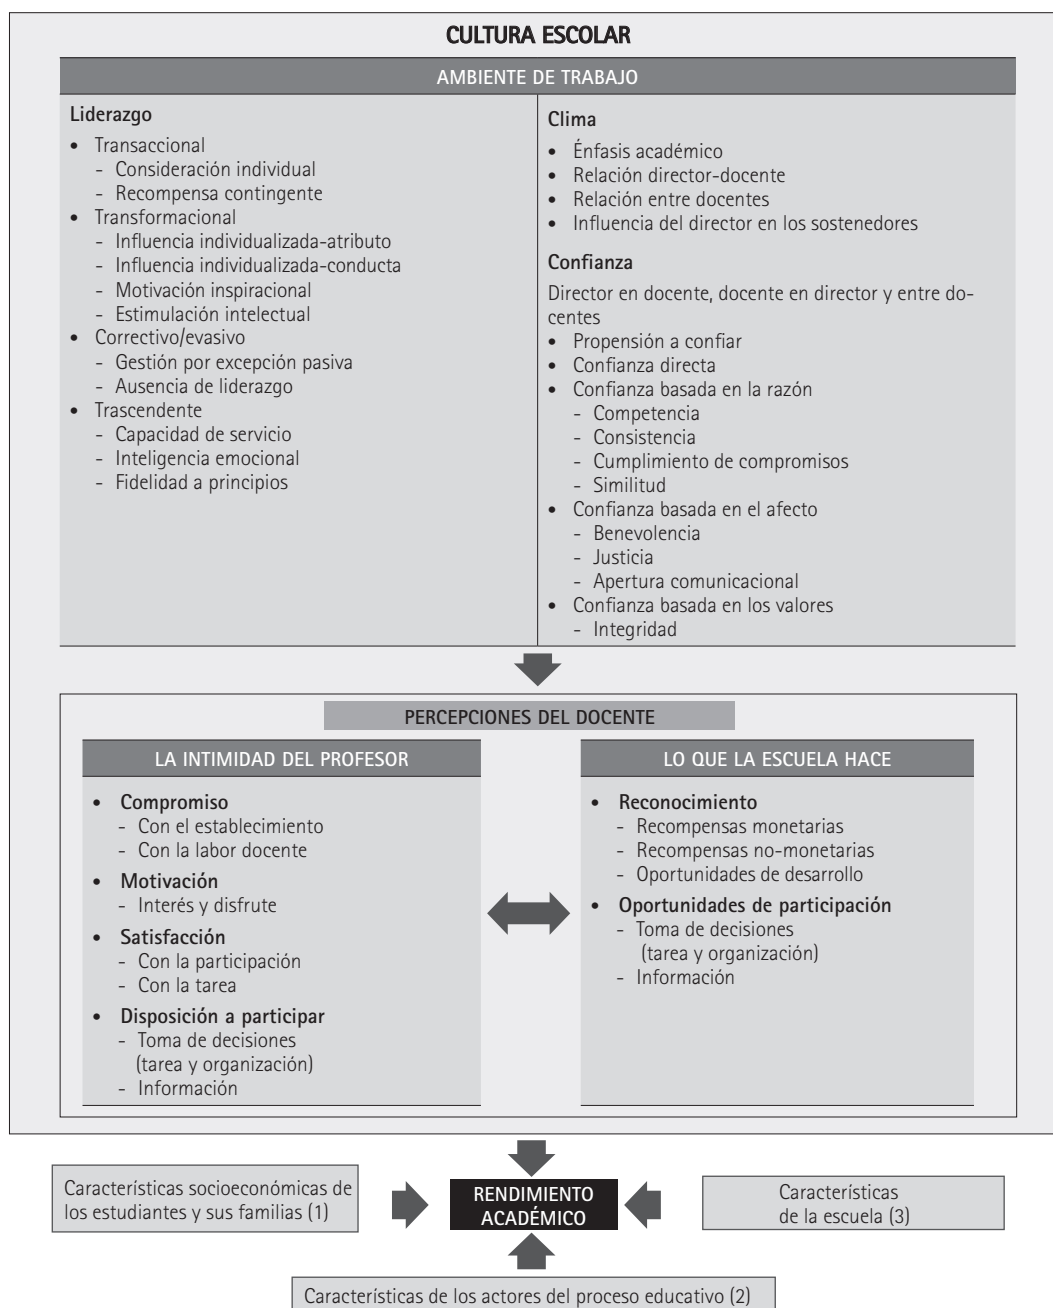 CULTURA ESCOLAR
AMBIENTE DE TRABAJO
Liderazgo
• Transaccional
- Consideración individual
- Recompensa contingente
• Transformacional
- Influencia individualizada-atributo
- Influencia individualizada-conducta
- Motivación inspiracional
- Estimulación intelectual
• Correctivo/evasivo
- Gestión por excepción pasiva
- Ausencia de liderazgo
• Trascendente
- Capacidad de servicio
- Inteligencia emocional
- Fidelidad a principios
Clima
• Énfasis académico
• Relación director-docente
• Relación entre docentes
• Influencia del director en los sostenedores
Confianza
Director en docente, docente en director y entre do-
centes
• Propensión a confiar
• Confianza directa
• Confianza basada en la razón
- Competencia
- Consistencia
- Cumplimiento de compromisos
- Similitud
• Confianza basada en el afecto
- Benevolencia
- Justicia
- Apertura comunicacional
• Confianza basada en los valores
- Integridad
PERCEPCIONES DEL DOCENTE
LA INTIMIDAD DEL PROFESOR
• Compromiso
- Con el establecimiento
- Con la labor docente
• Motivación
- Interés y disfrute
• Satisfacción
- Con la participación
- Con la tarea
• Disposición a participar
- Toma de decisiones
(tarea y organización)
- Información
LO QUE LA ESCUELA HACE
• Reconocimiento
- Recompensas monetarias
- Recompensas no-monetarias
- Oportunidades de desarrollo
• Oportunidades de participación
- Toma de decisiones
(tarea y organización)
- Información
Características socioeconómicas de
los estudiantes y sus familias (1)
RENDIMIENTO
ACADÉMICO
Características
de la escuela (3)
Características de los actores del proceso educativo (2)